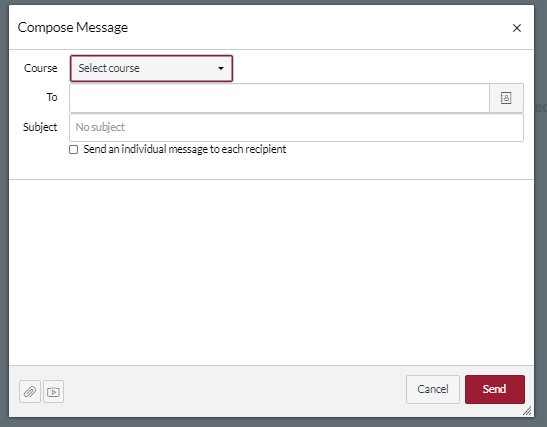 Compose Message
Course Select course
To
Subject No subject
Send an individual message to each recipient
Cancel Send